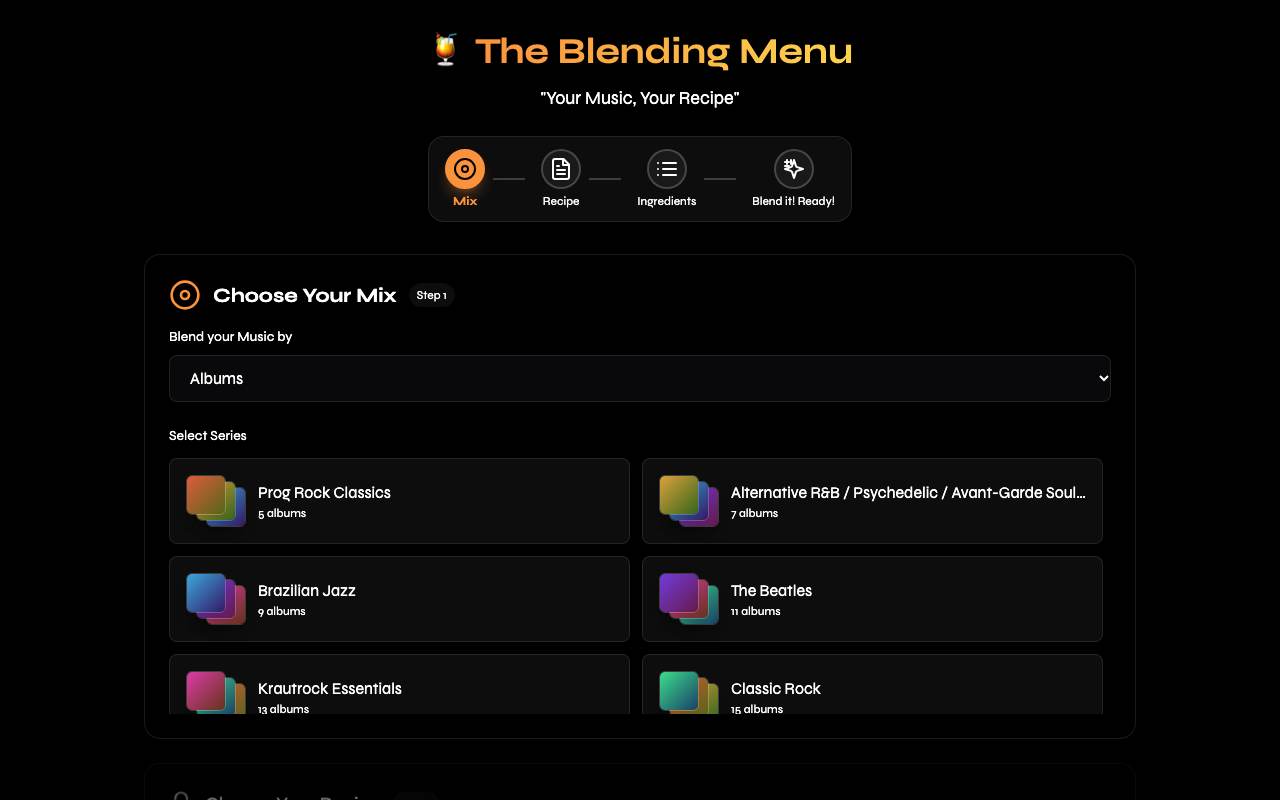 The Blending Menu
"Your Music, Your Recipe"
Mix
Recipe
Ingredients
Blend it! Ready!
Choose Your Mix
Step 1
Blend your Music by
Albums
Select Series
Prog Rock Classics
5 albums
Alternative R&B / Psychedelic / Avant-Garde Soul...
7 albums
Brazilian Jazz
9 albums
The Beatles
11 albums
Krautrock Essentials
13 albums
Classic Rock
15 albums